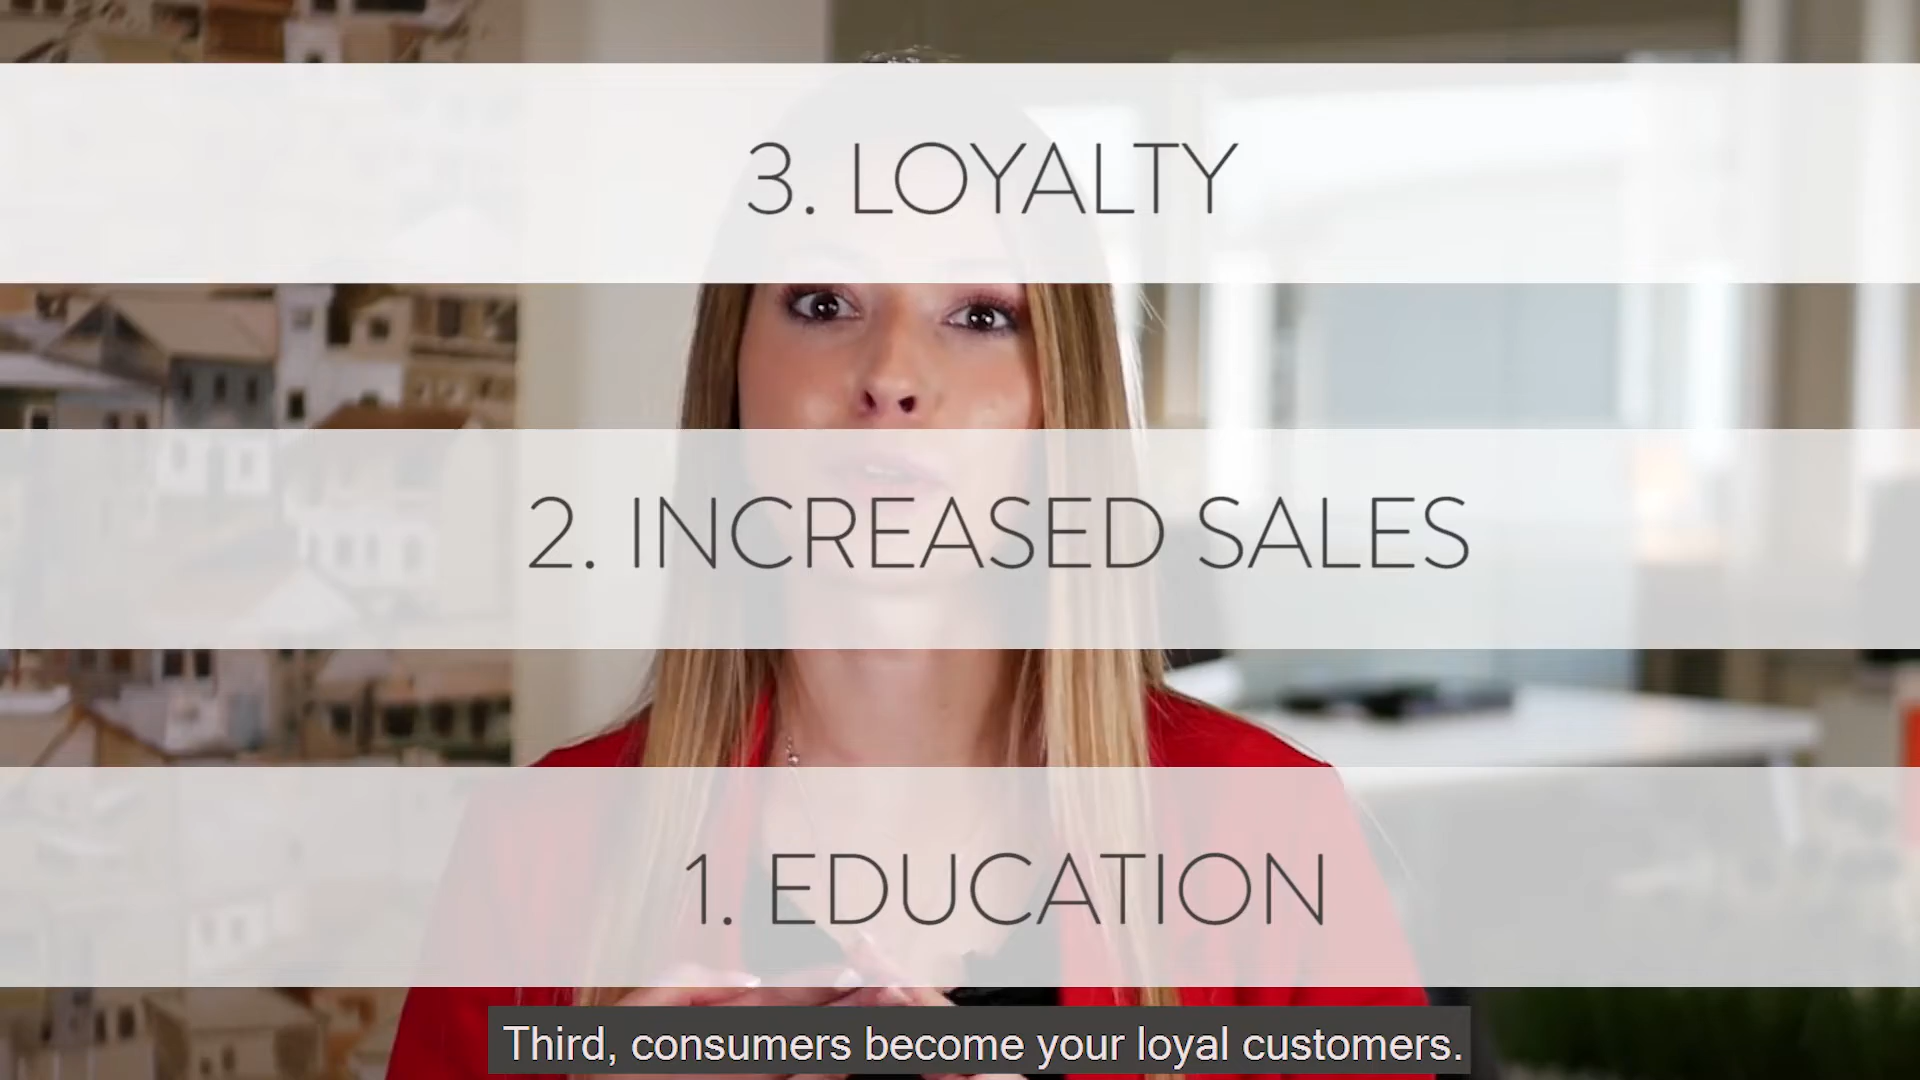 3. LOYALTY
2. INCREASED SALES
1. EDUCATION
Third, consumers become your loyal customers.